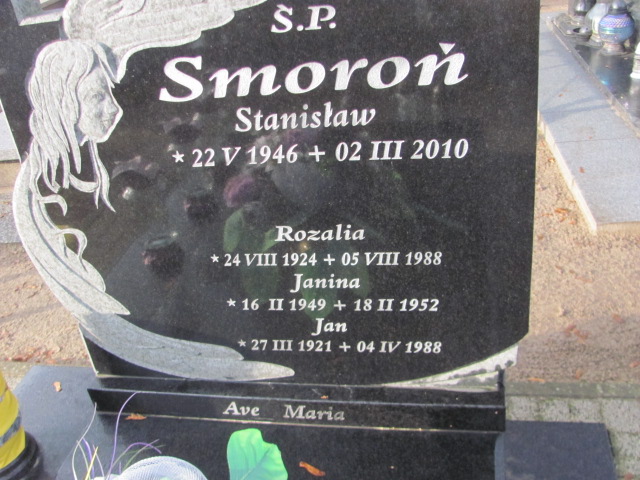 Ś.P.
Smoroń
Stanisław
* 22 V 1946 + 02 III 2010
Rozalia
* 24 VIII 1924 + 05 VIII 1988
Janina
* 16 II 1949 + 18 II 1952
Jan
* 27 III 1921 + 04 IV 1988
Ave Maria